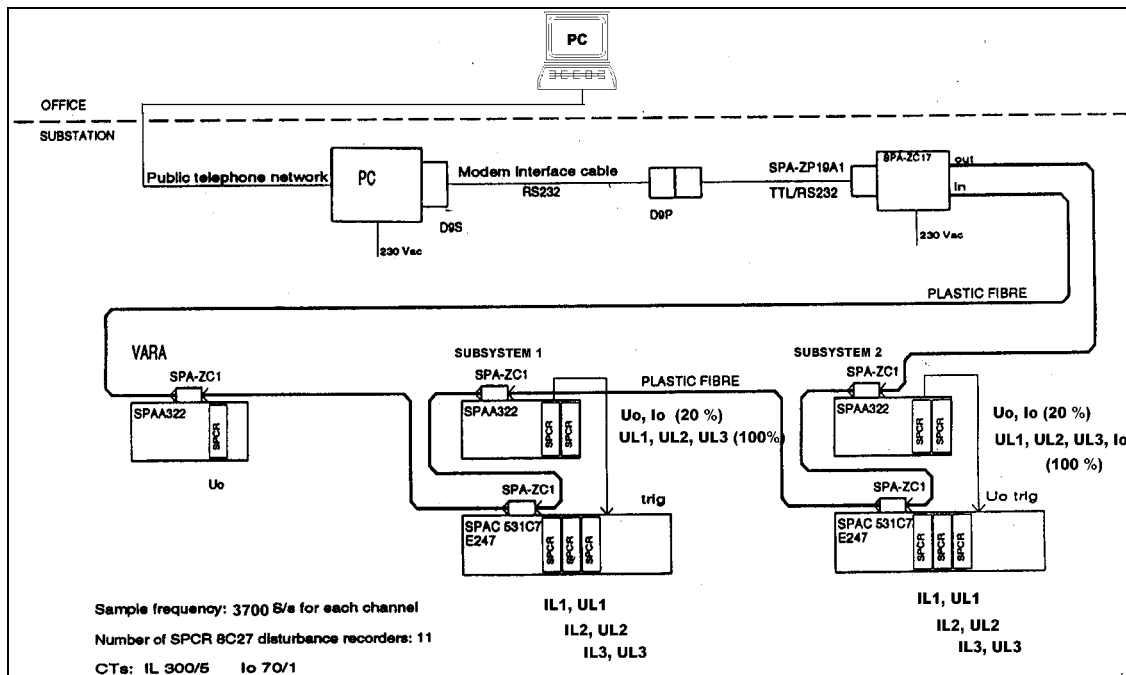 PC
OFFICE
SUBSTATION
Public telephone network
PC
D9S
230 Vac
Modem Interface cable
RS232
D9P
SPA-ZP19A1
TTL/RS232
SPA-ZC17
out
in
230 Vac
PLASTIC FIBRE
VARA
SPA-ZC1
SPAA322
SPCR
Uo
SUBSYSTEM 1
SPA-ZC1
SPAA322
SPCR
SPCR
PLASTIC FIBRE
Uo, Io (20 %)
UL1, UL2, UL3 (100%)
SPA-ZC1
trig
SPAC 531C7
E247
SPCR
SPCR
SPCR
IL1, UL1
IL2, UL2
IL3, UL3
SUBSYSTEM 2
SPA-ZC1
SPAA322
SPCR
SPCR
Uo, Io (20 %)
UL1, UL2, UL3, Io
(100 %)
SPA-ZC1
Uo trig
SPAC 531C7
E247
SPCR
SPCR
SPCR
IL1, UL1
IL2, UL2
IL3, UL3
Sample frequency: 3700 S/s for each channel
Number of SPCR 8C27 disturbance recorders: 11
CTs: IL 300/5 Io 70/1